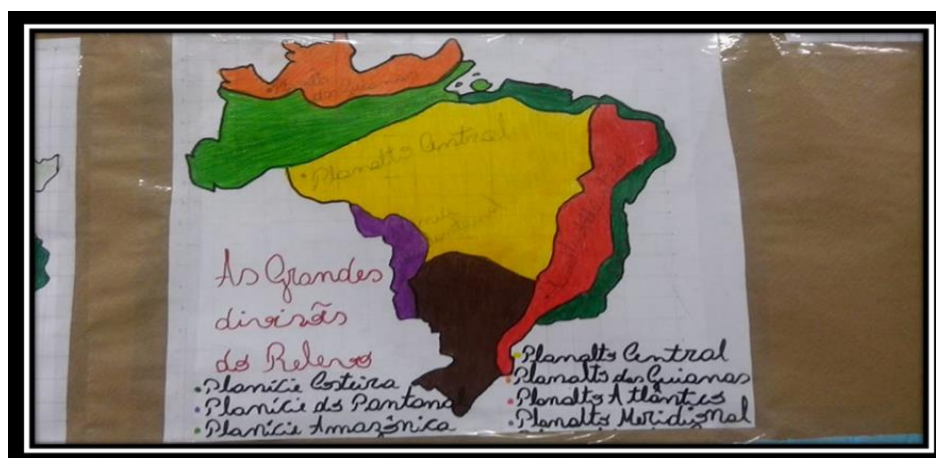 Planalto Central
As Grandes
divisões
do Relevo
Planície Costeira
Planície do Pantanal
Planície Amazônica
Planalto Central
Planalto das Guianas
Planalto Atlântico
Planalto Meridional